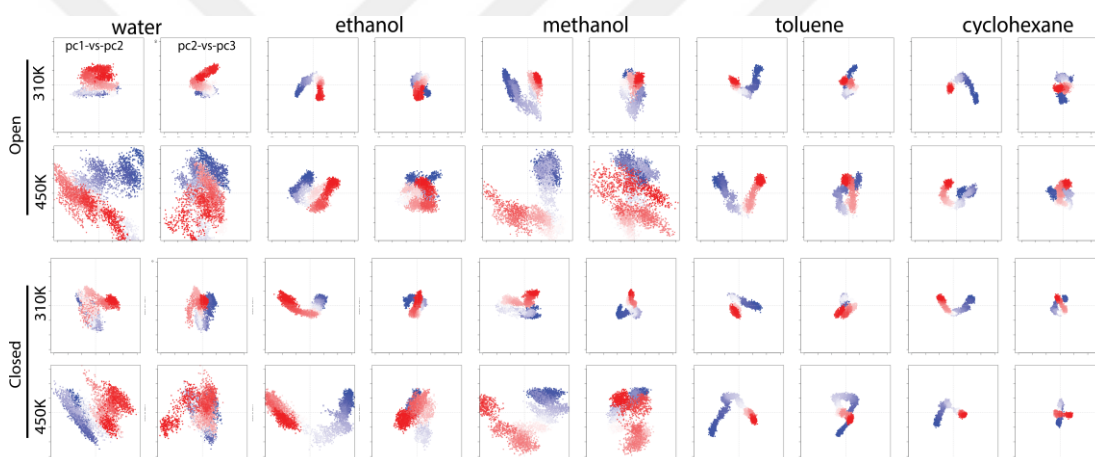 water ethanol methanol toluene cyclohexane
pc1-vs-pc2 pc2-vs-pc3
Open
310K
450K
Closed
310K
450K